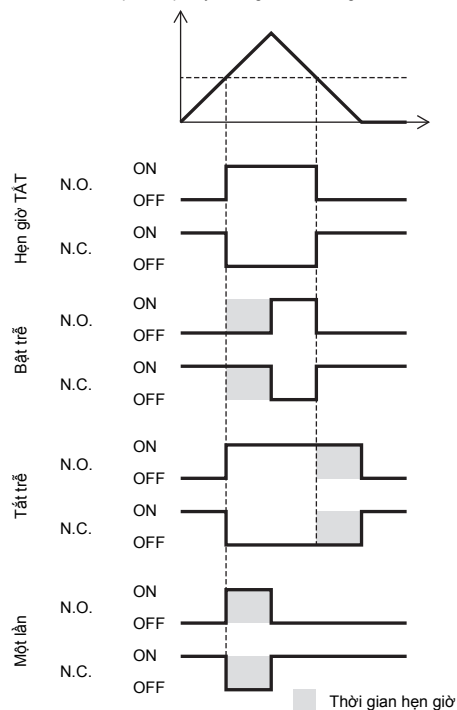 Hẹn giờ TẮT
N.O.
ON
OFF
N.C.
ON
OFF
Bật trễ
N.O.
ON
OFF
N.C.
ON
OFF
Tắt trễ
N.O.
ON
OFF
N.C.
ON
OFF
Một lần
N.O.
ON
OFF
N.C.
ON
OFF
Thời gian hẹn giờ